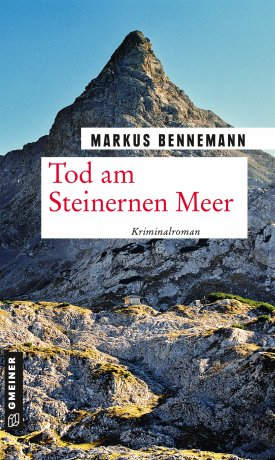 MARKUS BENNEMANN
Tod am
Steinernen Meer
Kriminalroman
GMEINER